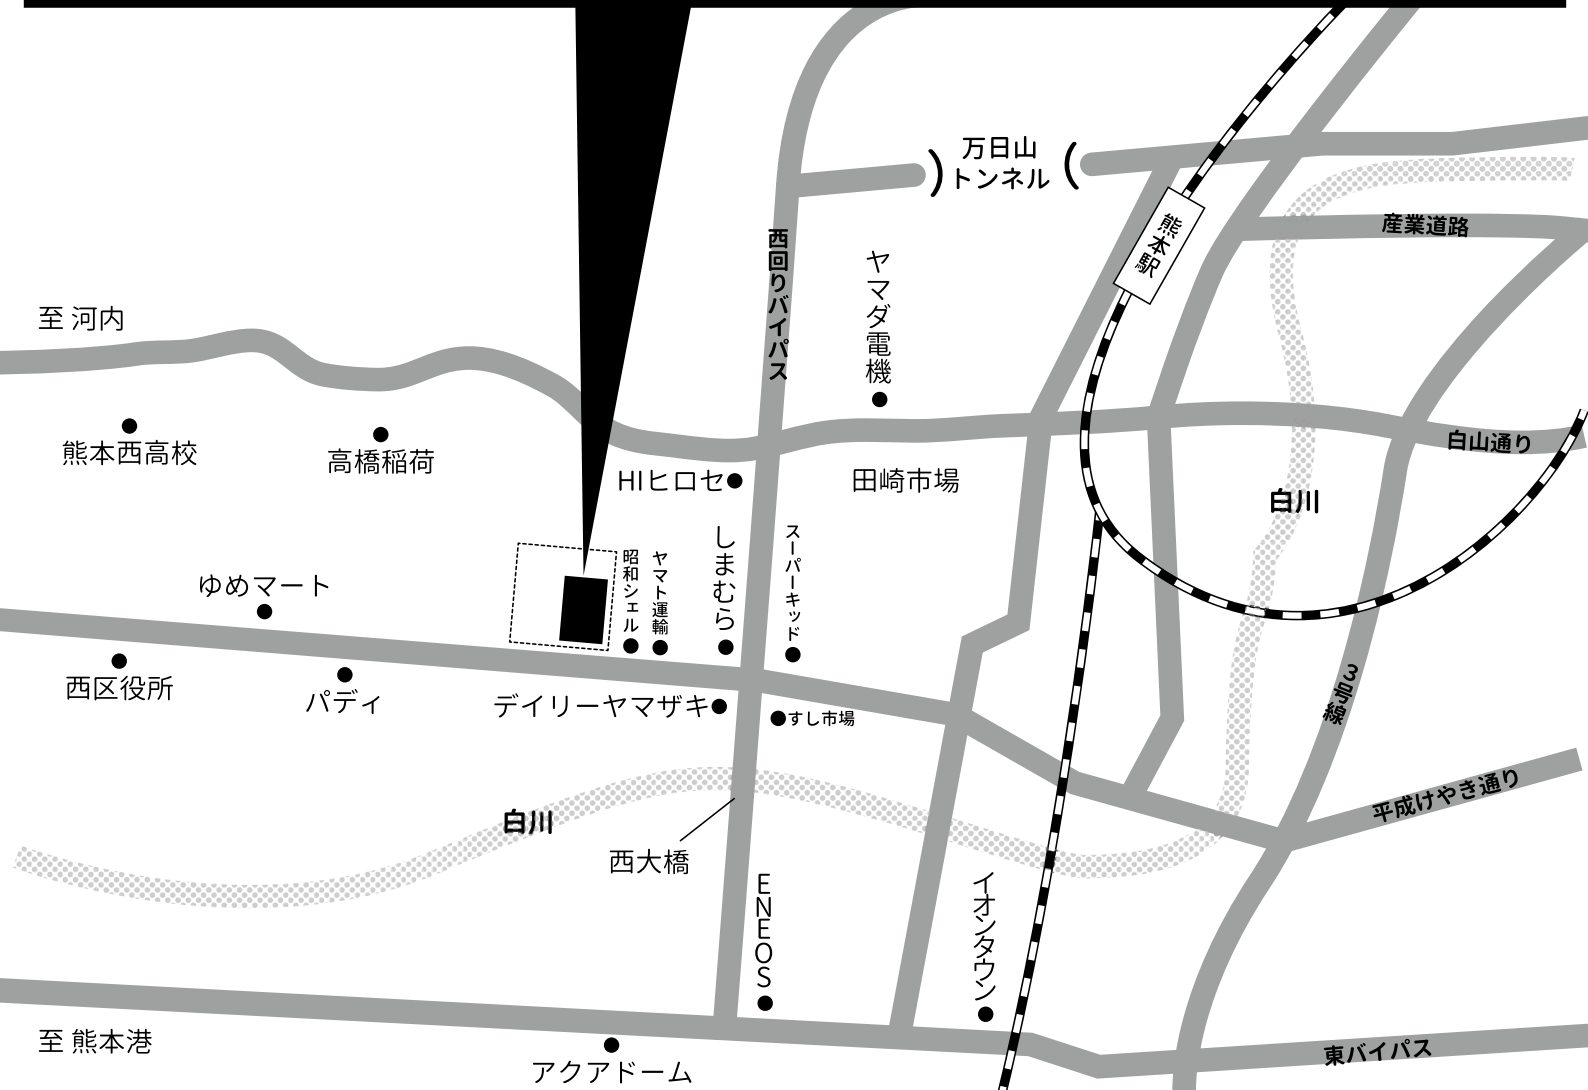 万日山
トンネル
熊本駅
産業道路
西回りバイパス
ヤマダ電機
至 河内
熊本西高校
高橋稲荷
HIヒロセ
田崎市場
白山通り
白川
ゆめマート
昭和シェル
ヤマト運輸
しまむら
スーパーキッド
西区役所
パディ
デイリーヤマザキ
すし市場
3号線
平成けやき通り
白川
西大橋
ENEOS
イオンタウン
至 熊本港
アクアドーム
東バイパス